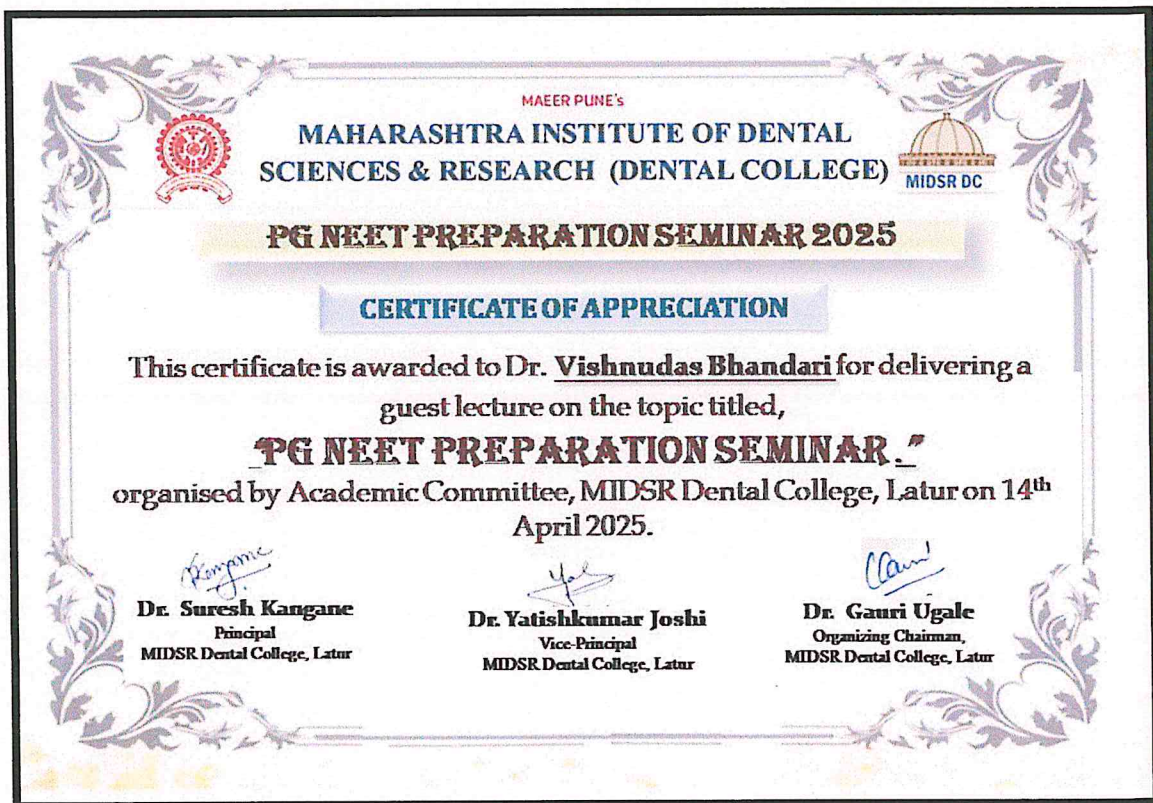 MAEER PUNE's
MAHARASHTRA INSTITUTE OF DENTAL
SCIENCES & RESEARCH (DENTAL COLLEGE)
MIDSR DC
PG NEET PREPARATION SEMINAR 2025
CERTIFICATE OF APPRECIATION
This certificate is awarded to Dr. Vishnudas Bhandari for delivering a
guest lecture on the topic titled,
"PG NEET PREPARATION SEMINAR."
organised by Academic Committee, MIDSR Dental College, Latur on 14th
April 2025.
Dr. Suresh Kangane
Principal
MIDSR Dental College, Latur
Dr. Yatishkumar Joshi
Vice-Principal
MIDSR Dental College, Latur
Dr. Gauri Ugale
Organizing Chairman,
MIDSR Dental College, Latur